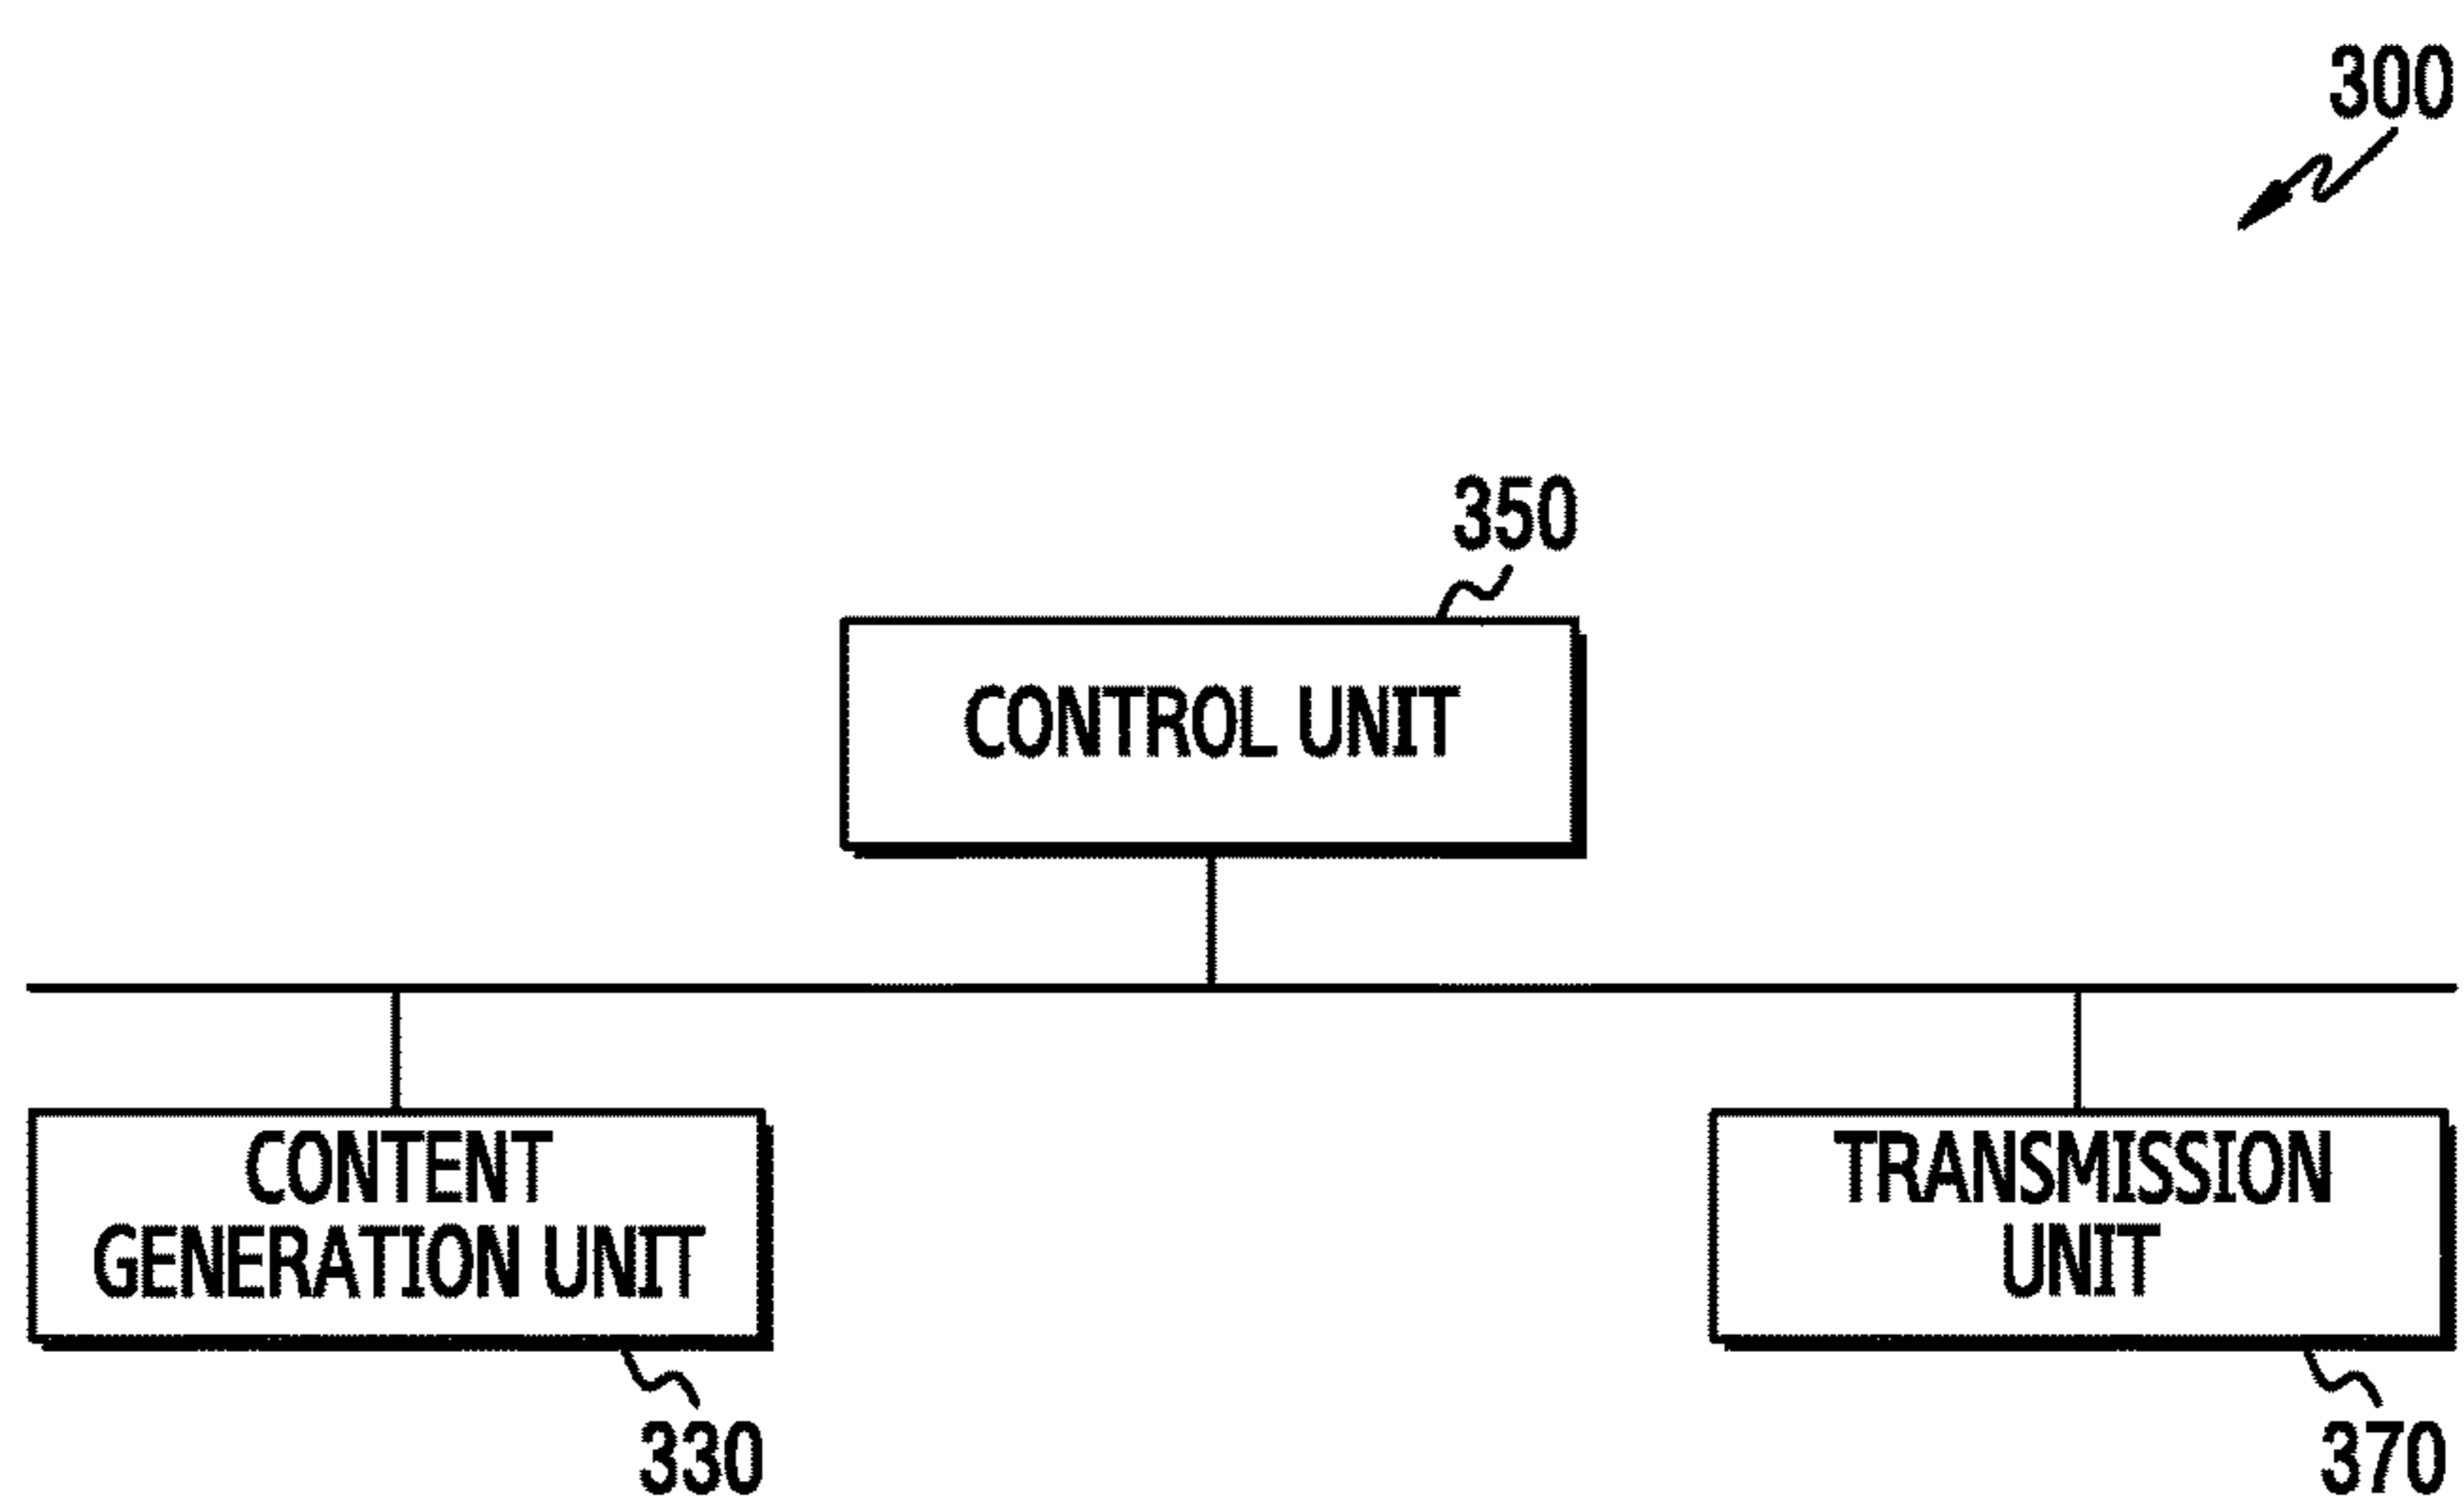 300
350
CONTROL UNIT
CONTENT
GENERATION UNIT
TRANSMISSION
UNIT
330
370